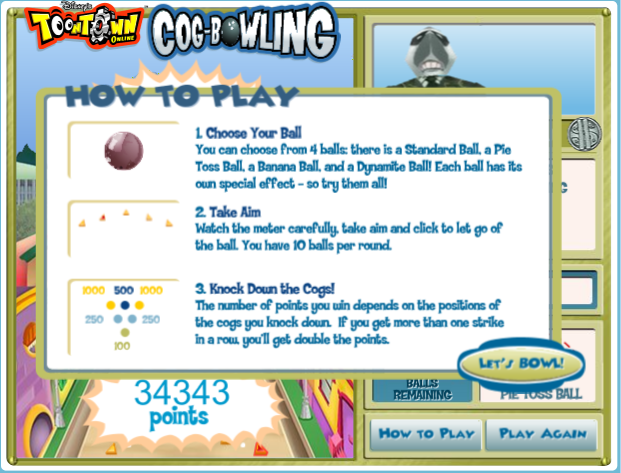 Disney's
TOONTOWN
ONLINE
COG-BOWLING
HOW TO PLAY
1. Choose Your Ball
You can choose from 4 balls: there is a Standard Ball, a Pie
Toss Ball, a Banana Ball, and a Dynamite Ball! Each ball has its
own special effect - so try them all!
2. Take Aim
Watch the meter carefully, take aim and click to let go of
the ball. You have 10 balls per round.
1000 500 1000
250 250
100
3. Knock Down the Cogs!
The number of points you win depends on the positions of
the cogs you knock down. If you get more than one strike
in a row, you'll get double the points.
LET'S BOWL!
34343
points
BALLS
REMAINING
PIE TOSS BALL
HOW TO PLAY
PLAY AGAIN